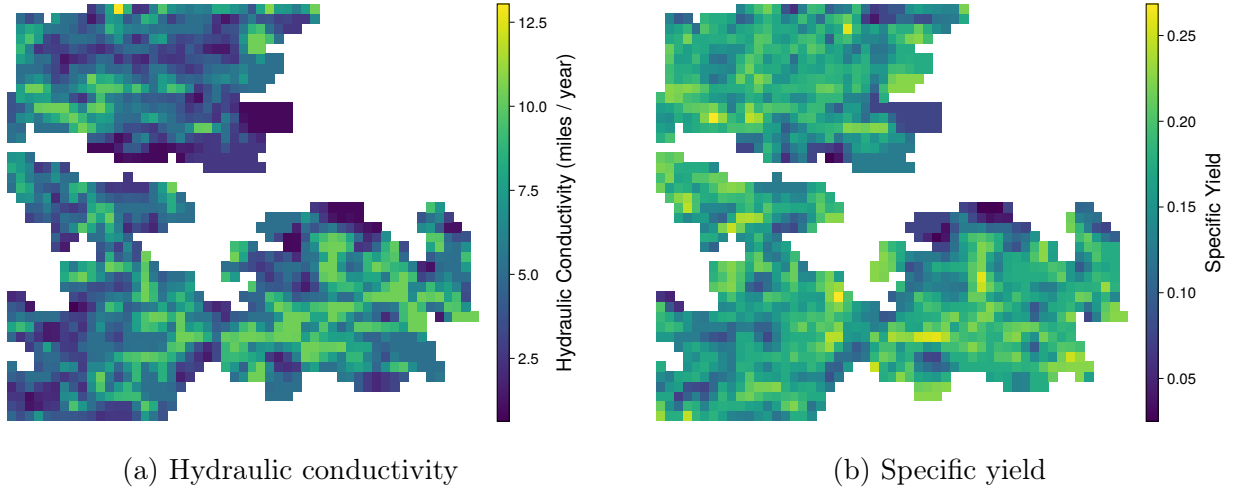 12.5
10.0
7.5
5.0
2.5
Hydraulic Conductivity (miles / year)
(a) Hydraulic conductivity
0.25
0.20
0.15
0.10
0.05
Specific Yield
(b) Specific yield